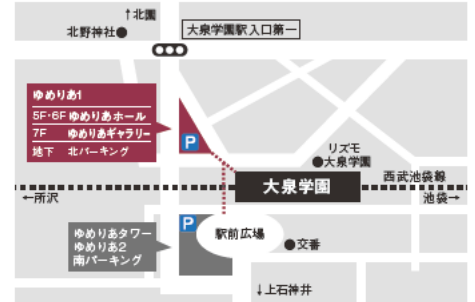 ↑北園
北野神社●
大泉学園駅入口第一
ゆめりあ1
5F・6F ゆめりあホール
7F ゆめりあギャラリー
地下 北パーキング
P
リズモ
●大泉学園
大泉学園
西武池袋線
←所沢
池袋→
P
ゆめりあタワー
ゆめりあ2
南パーキング
駅前広場
●交番
↓上石神井